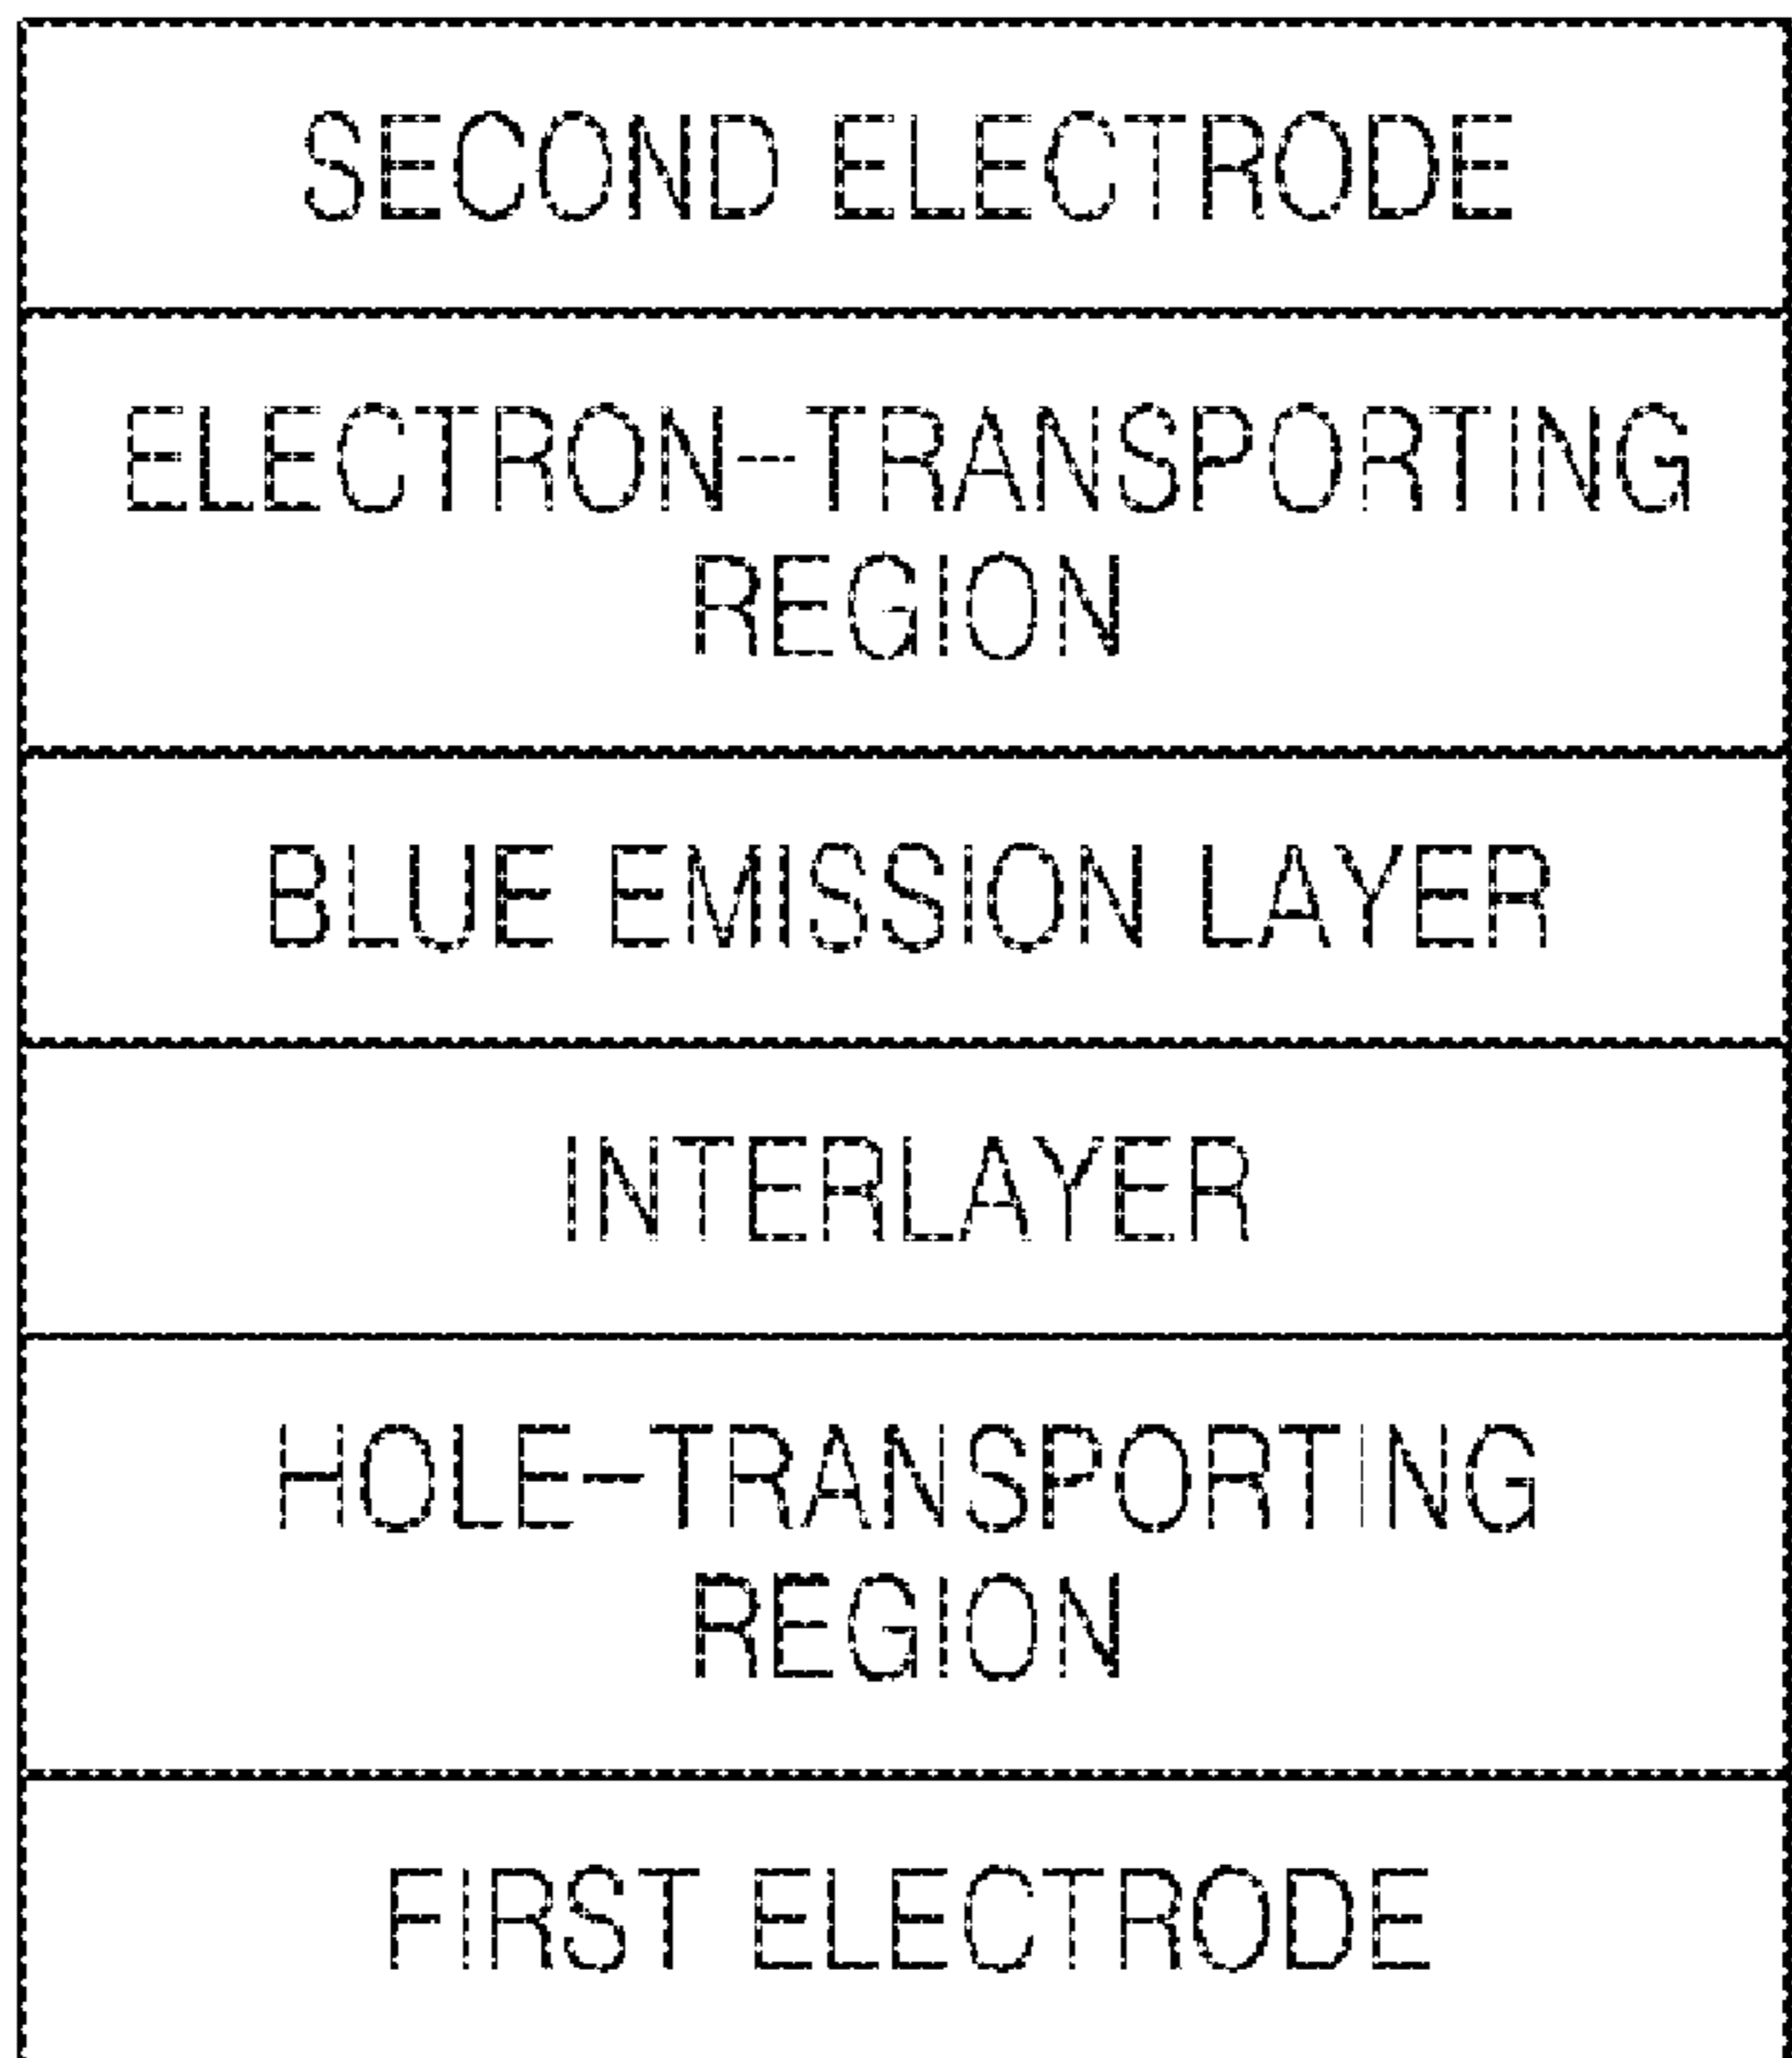 SECOND ELECTRODE
ELECTRON-TRANSPORTING
REGION
BLUE EMISSION LAYER
INTERLAYER
HOLE-TRANSPORTING
REGION
FIRST ELECTRODE